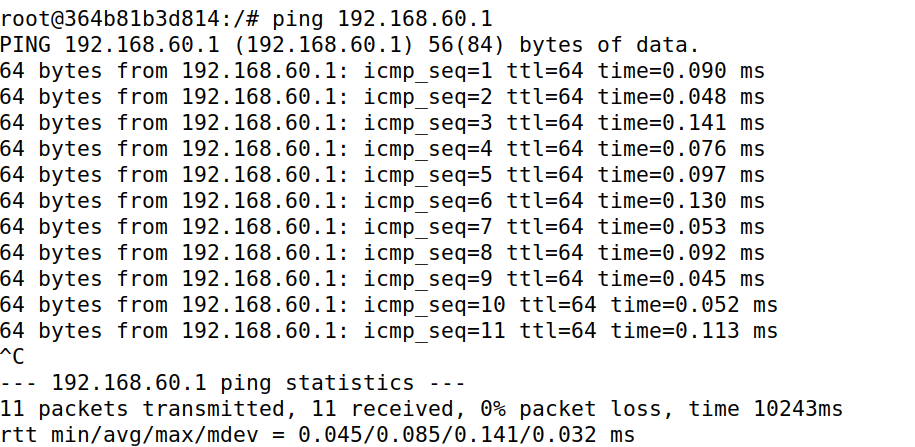 root@364b81b3d814:/# ping 192.168.60.1
PING 192.168.60.1 (192.168.60.1) 56(84) bytes of data.
64 bytes from 192.168.60.1: icmp_seq=1 ttl=64 time=0.090 ms
64 bytes from 192.168.60.1: icmp_seq=2 ttl=64 time=0.048 ms
64 bytes from 192.168.60.1: icmp_seq=3 ttl=64 time=0.141 ms
64 bytes from 192.168.60.1: icmp_seq=4 ttl=64 time=0.076 ms
64 bytes from 192.168.60.1: icmp_seq=5 ttl=64 time=0.097 ms
64 bytes from 192.168.60.1: icmp_seq=6 ttl=64 time=0.130 ms
64 bytes from 192.168.60.1: icmp_seq=7 ttl=64 time=0.053 ms
64 bytes from 192.168.60.1: icmp_seq=8 ttl=64 time=0.092 ms
64 bytes from 192.168.60.1: icmp_seq=9 ttl=64 time=0.045 ms
64 bytes from 192.168.60.1: icmp_seq=10 ttl=64 time=0.052 ms
64 bytes from 192.168.60.1: icmp_seq=11 ttl=64 time=0.113 ms
^C
--- 192.168.60.1 ping statistics ---
11 packets transmitted, 11 received, 0% packet loss, time 10243ms
rtt min/avg/max/mdev = 0.045/0.085/0.141/0.032 ms